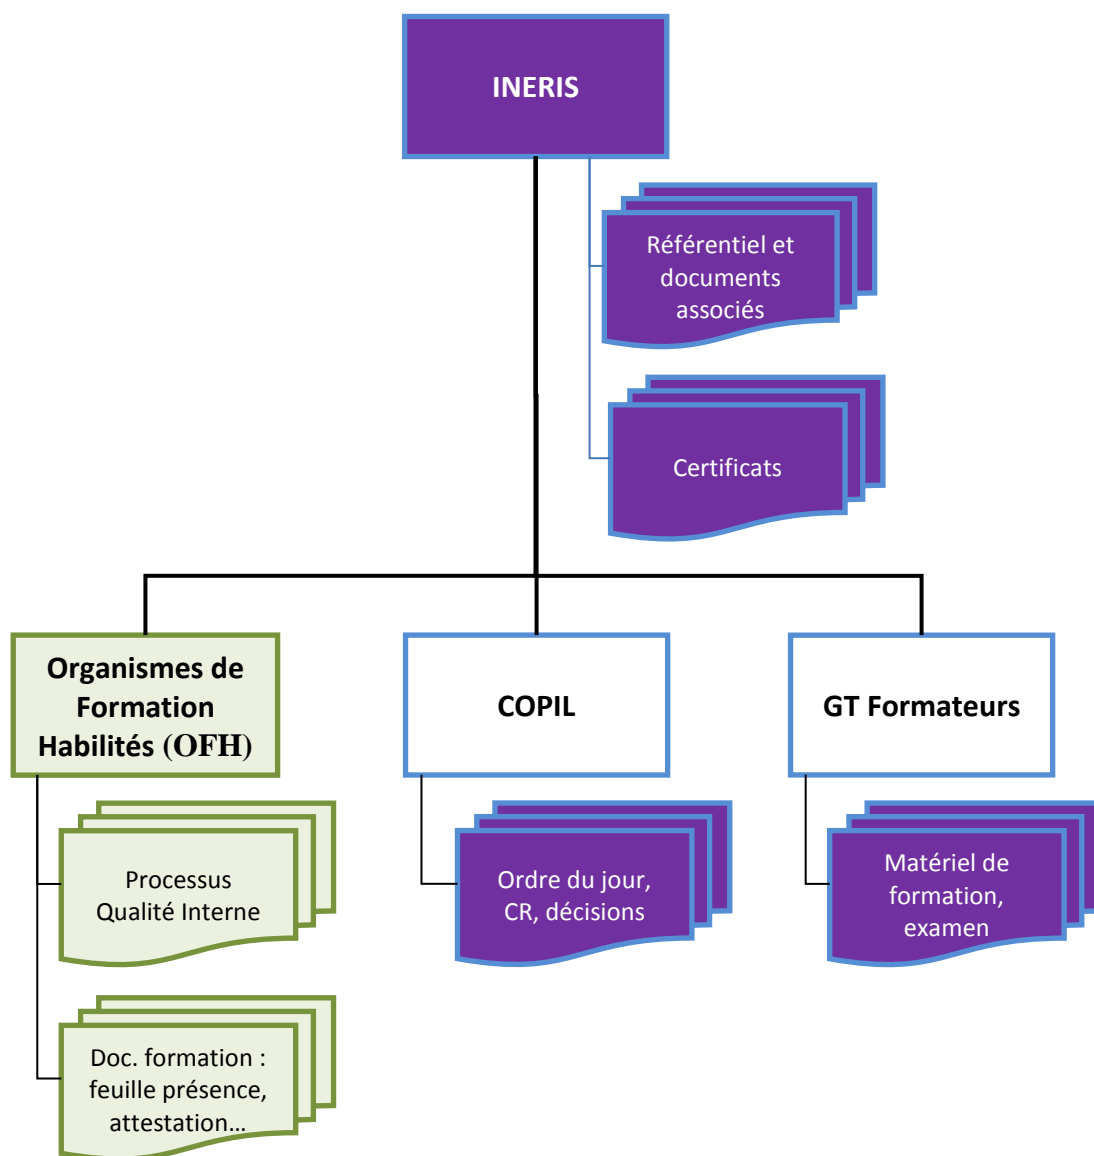 INERIS
Référentiel et
documents
associés
Certificats
Organismes de
Formation
Habilités (OFH)
COPIL
GT Formateurs
Processus
Qualité Interne
Ordre du jour,
CR, décisions
Matériel de
formation,
examen
Doc. formation :
feuille présence,
attestation…